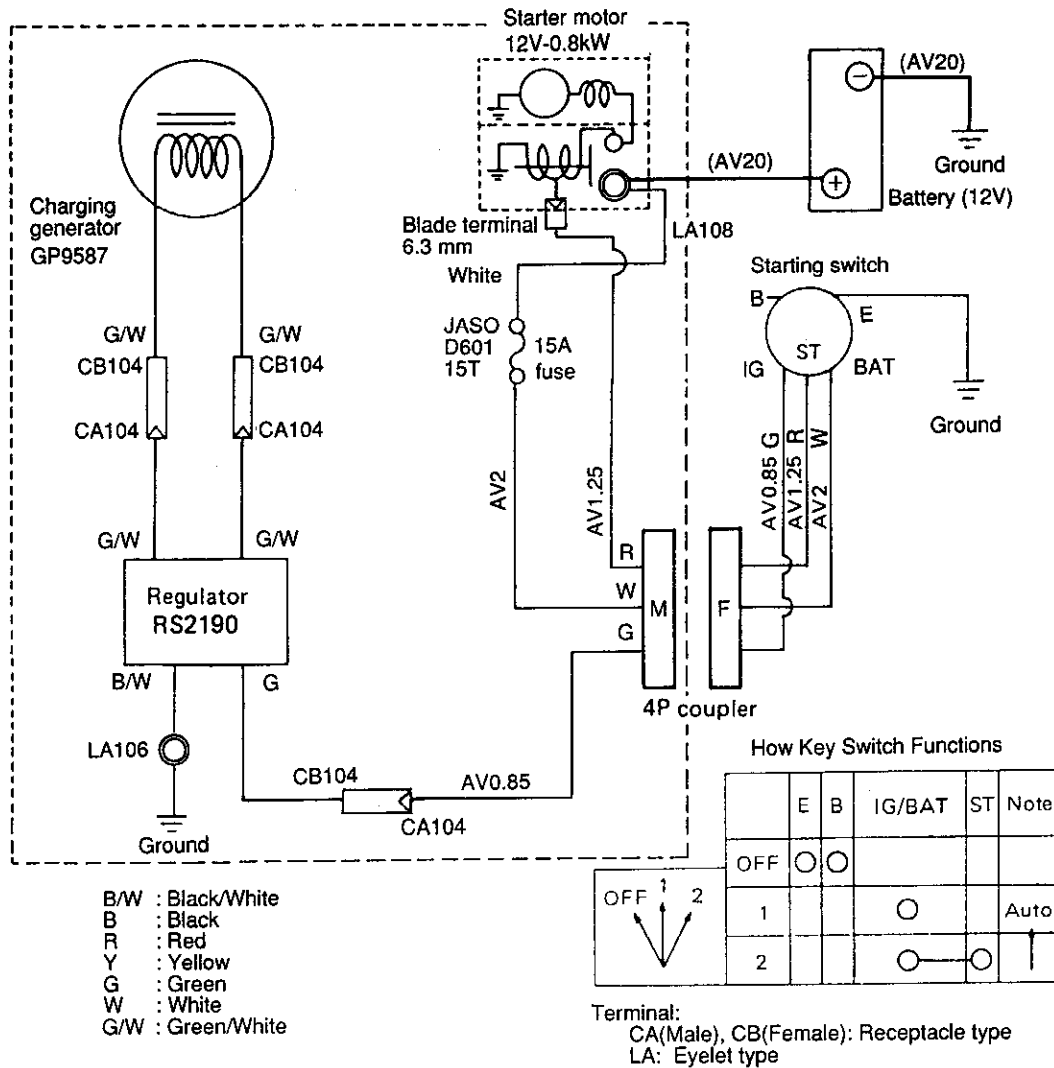 Starter motor
12V-0.8kW
(AV20)
Ground
Battery (12V)
(AV20)
Charging
generator
GP9587
Blade terminal
6.3 mm
LA108
White
JASO
D601
15T
15A
fuse
Starting switch
B
E
ST
IG
BAT
Ground
G/W
G/W
CB104
CB104
CA104
CA104
AV2
AV1.25
AV0.85 G
AV1.25 R
AV2 W
G/W
G/W
Regulator
RS2190
R
W
G
M
F
4P coupler
B/W
G
LA106
Ground
CB104
AV0.85
CA104
How Key Switch Functions
E B IG/BAT ST Note
OFF
1 Auto
2
OFF 1 2
B/W : Black/White
B : Black
R : Red
Y : Yellow
G : Green
W : White
G/W : Green/White
Terminal:
CA(Male), CB(Female): Receptacle type
LA: Eyelet type